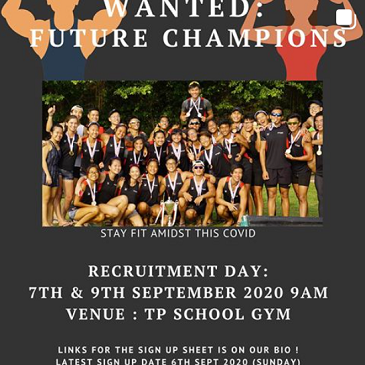 WANTED:
FUTURE CHAMPIONS
STAY FIT AMIDST THIS COVID
RECRUITMENT DAY:
7TH & 9TH SEPTEMBER 2020 9AM
VENUE : TP SCHOOL GYM
LINKS FOR THE SIGN UP SHEET IS ON OUR BIO !
LATEST SIGN UP DATE 6TH SEPT 2020 (SUNDAY)